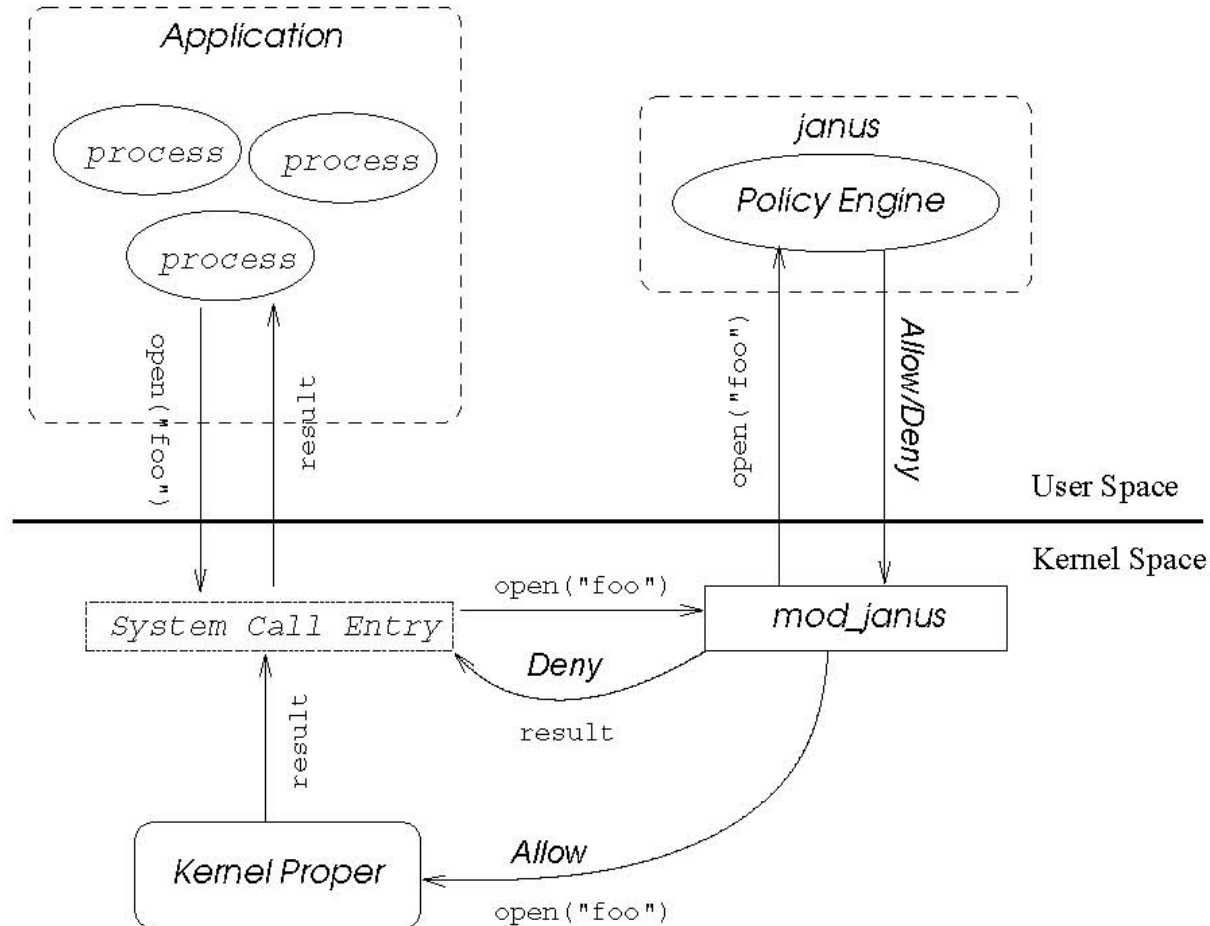 Application
process
process
process
janus
Policy Engine
open("foo")
result
open("foo")
Allow/Deny
User Space
Kernel Space
System Call Entry
open("foo")
mod_janus
Deny
result
result
Kernel Proper
Allow
open("foo")